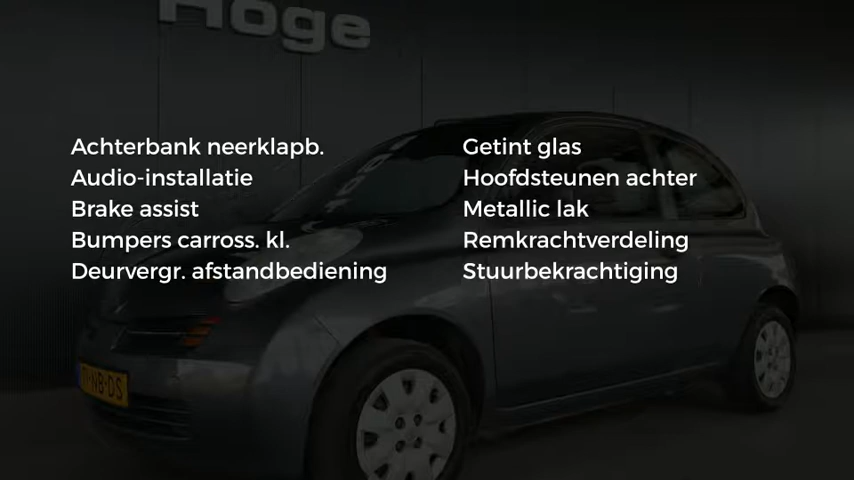 Hoge
Achterbank neerklapb.
Audio-installatie
Brake assist
Bumpers carross. kl.
Deurvergr. afstandbediening
Getint glas
Hoofdsteunen achter
Metallic lak
Remkrachtverdeling
Stuurbekrachtiging